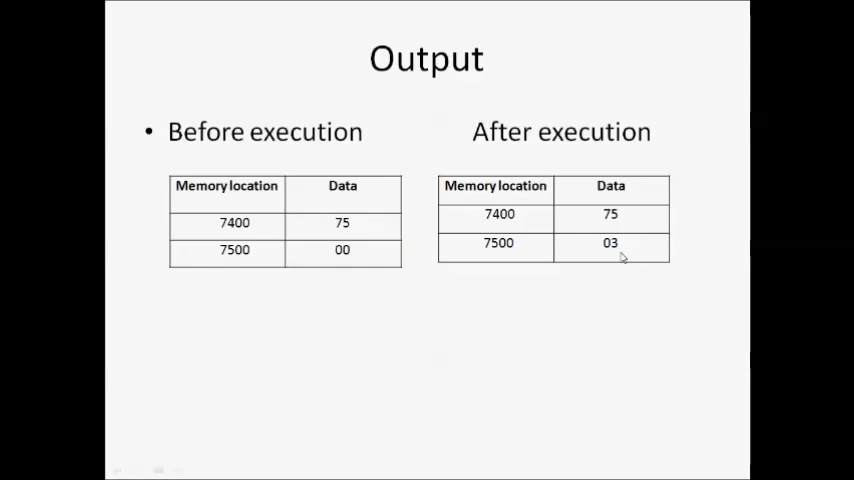 Output
• Before execution
After execution
Memory location Data
7400 75
7500 00
Memory location Data
7400 75
7500 03